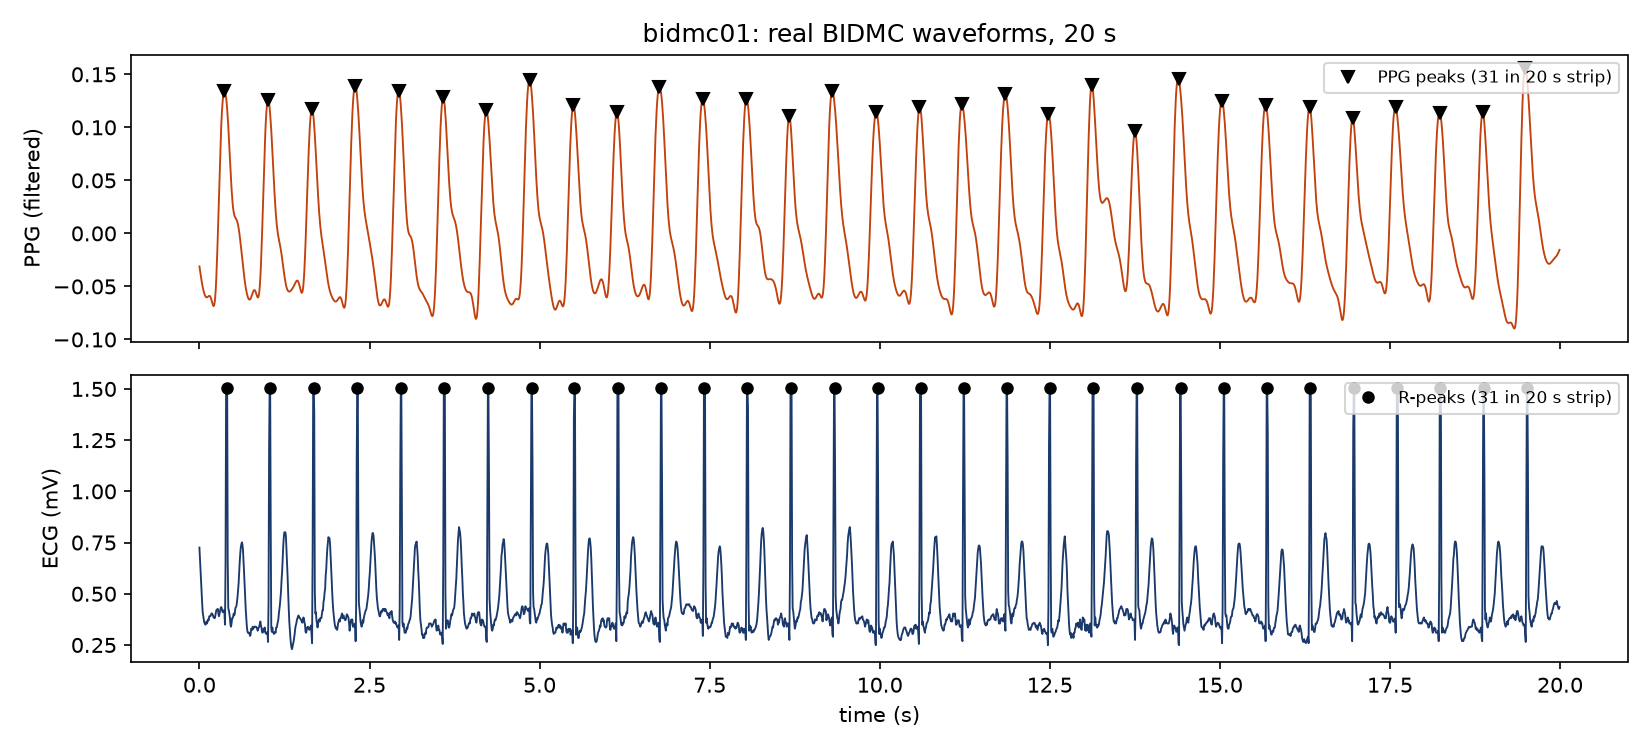 bidmc01: real BIDMC waveforms, 20 s
PPG (filtered)
0.15
0.10
0.05
0.00
−0.05
−0.10
PPG peaks (31 in 20 s strip)
ECG (mV)
1.50
1.25
1.00
0.75
0.50
0.25
R-peaks (31 in 20 s strip)
0.0 2.5 5.0 7.5 10.0 12.5 15.0 17.5 20.0
time (s)